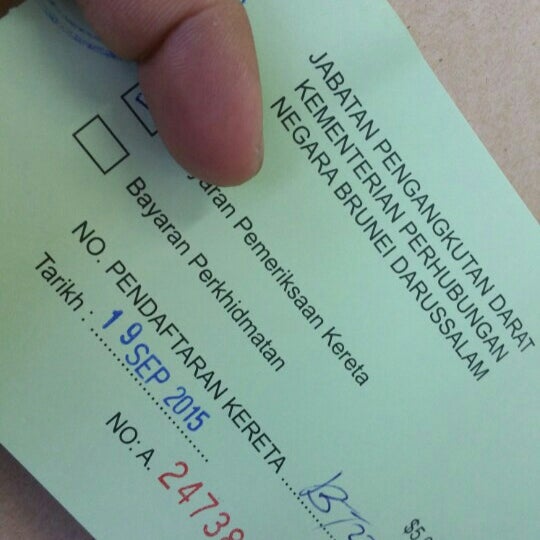 JABATAN PENGANGKUTAN DARAT
KEMENTERIAN PERHUBUNGAN
NEGARA BRUNEI DARUSSALAM
Pemeriksaan Kereta
Bayaran Perkhidmatan
NO. PENDAFTARAN KERETA
Tarikh : 19 SEP 2015
NO: A. 24738